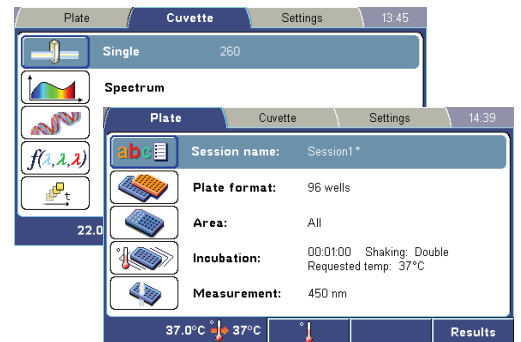 Plate Cuvette Settings 13:45
Single 260
Spectrum
f(λ,λ,λ)
t
22.0
Plate Cuvette Settings 14:39
abc Session name: Session1*
Plate format: 96 wells
Area: All
Incubation: 00:01:00 Shaking: Double
Requested temp: 37°C
Measurement: 450 nm
37.0°C 37°C Results